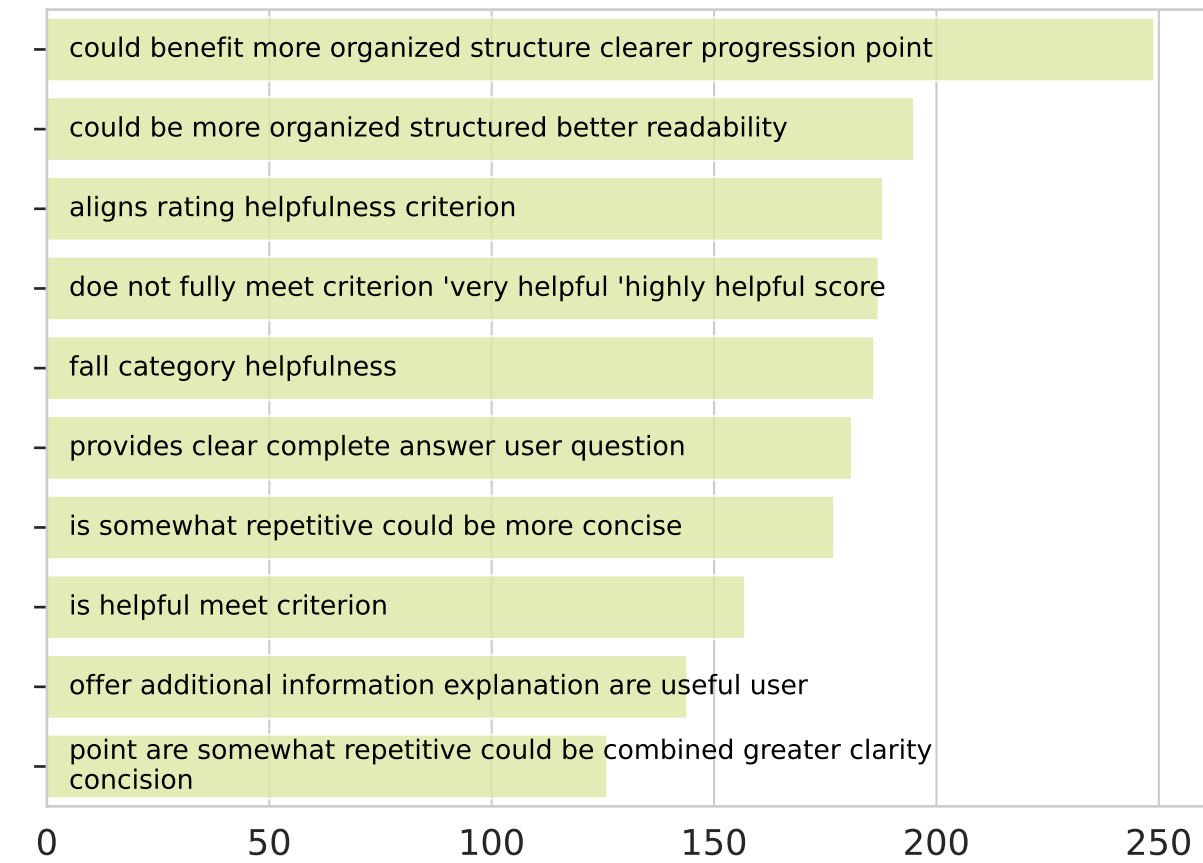 could benefit more organized structure clearer progression point
could be more organized structured better readability
aligns rating helpfulness criterion
doe not fully meet criterion 'very helpful 'highly helpful score
fall category helpfulness
provides clear complete answer user question
is somewhat repetitive could be more concise
is helpful meet criterion
offer additional information explanation are useful user
point are somewhat repetitive could be combined greater clarity
concision
0 50 100 150 200 250